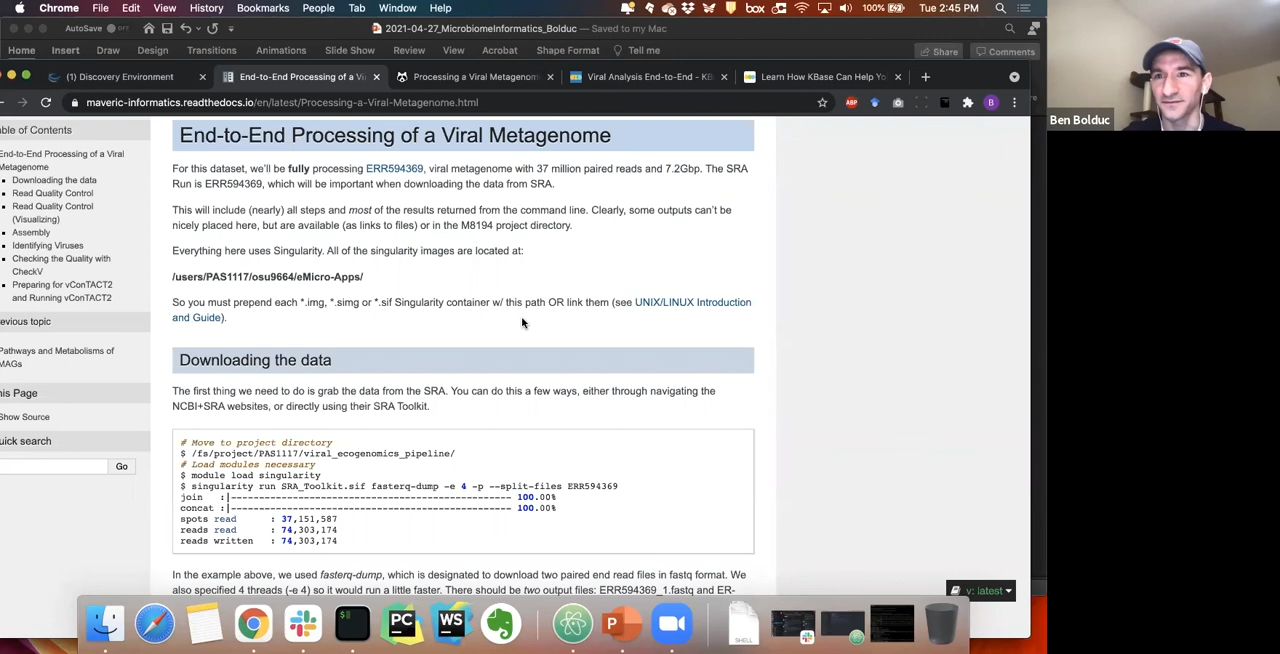 Chrome File Edit View History Bookmarks People Tab Window Help box 100% Tue 2:45 PM
AutoSave OFF 2021-04-27_MicrobiomeInformatics_Bolduc — Saved to my Mac
Home Insert Draw Design Transitions Animations Slide Show Review View Acrobat Shape Format Tell me Share Comments
(1) Discovery Environment End-to-End Processing of a Vi Processing a Viral Metagenom Viral Analysis End-to-End - KB Learn How KBase Can Help Yo
maveric-informatics.readthedocs.io/en/latest/Processing-a-Viral-Metagenome.html ABP B
Ben Bolduc
able of Contents
End-to-End Processing of a Viral
Metagenome
Downloading the data
Read Quality Control
Read Quality Control
(Visualizing)
Assembly
Identifying Viruses
Checking the Quality with
CheckV
Preparing for vConTACT2
and Running vConTACT2
revious topic
Pathways and Metabolisms of
MAGs
his Page
Show Source
uick search
Go
End-to-End Processing of a Viral Metagenome
For this dataset, we'll be fully processing ERR594369, viral metagenome with 37 million paired reads and 7.2Gbp. The SRA
Run is ERR594369, which will be important when downloading the data from SRA.
This will include (nearly) all steps and most of the results returned from the command line. Clearly, some outputs can't be
nicely placed here, but are available (as links to files) or in the M8194 project directory.
Everything here uses Singularity. All of the singularity images are located at:
/users/PAS1117/osu9664/eMicro-Apps/
So you must prepend each *.img, *.simg or *.sif Singularity container w/ this path OR link them (see UNIX/LINUX Introduction
and Guide).
Downloading the data
The first thing we need to do is grab the data from the SRA. You can do this a few ways, either through navigating the
NCBI+SRA websites, or directly using their SRA Toolkit.
# Move to project directory
$ /fs/project/PAS1117/viral_ecogenomics_pipeline/
# Load modules necessary
$ module load singularity
$ singularity run SRA_Toolkit.sif fasterq-dump -e 4 -p --split-files ERR594369
join :|-------------------------------------------------- 100.00%
concat :|-------------------------------------------------- 100.00%
spots read : 37,151,587
reads read : 74,303,174
reads written : 74,303,174
In the example above, we used fasterq-dump, which is designated to download two paired end read files in fastq format. We
also specified 4 threads (-e 4) so it would run a little faster. There should be two output files: ERR594369_1.fastq and ER-
v: latest
PC WS P SHELL